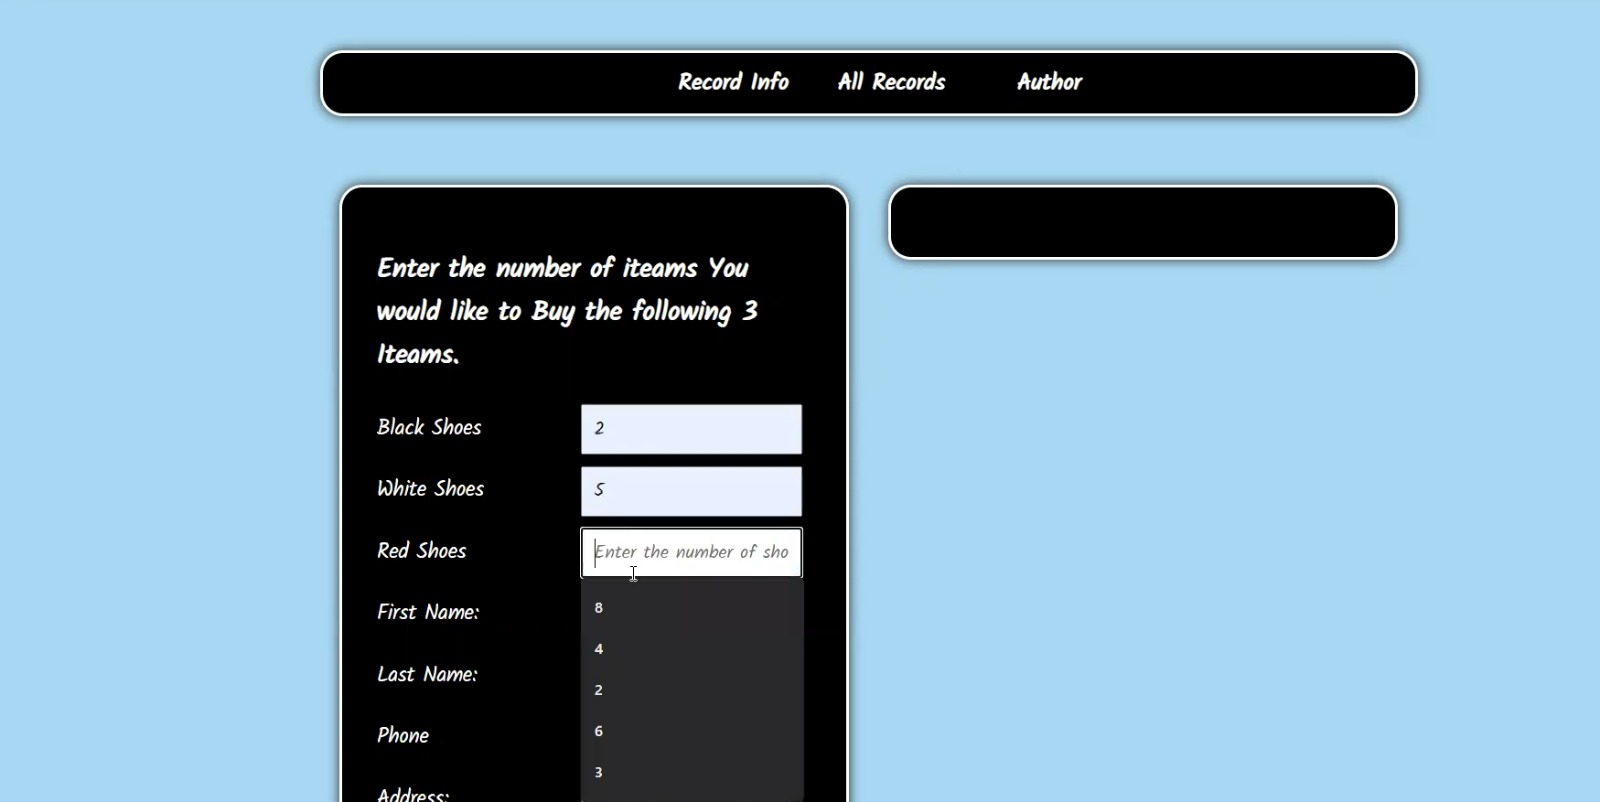 Record Info All Records Author
Enter the number of iteams You
would like to Buy the following 3
Iteams.
Black Shoes 2
White Shoes 5
Red Shoes Enter the number of sho
8
First Name:
4
Last Name:
2
6
Phone
3
Address: